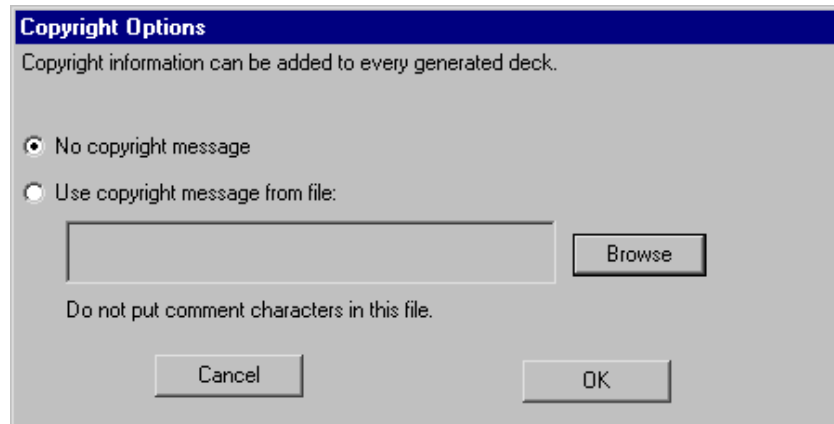 Copyright Options
Copyright information can be added to every generated deck.
No copyright message
Use copyright message from file:
Browse
Do not put comment characters in this file.
Cancel
OK